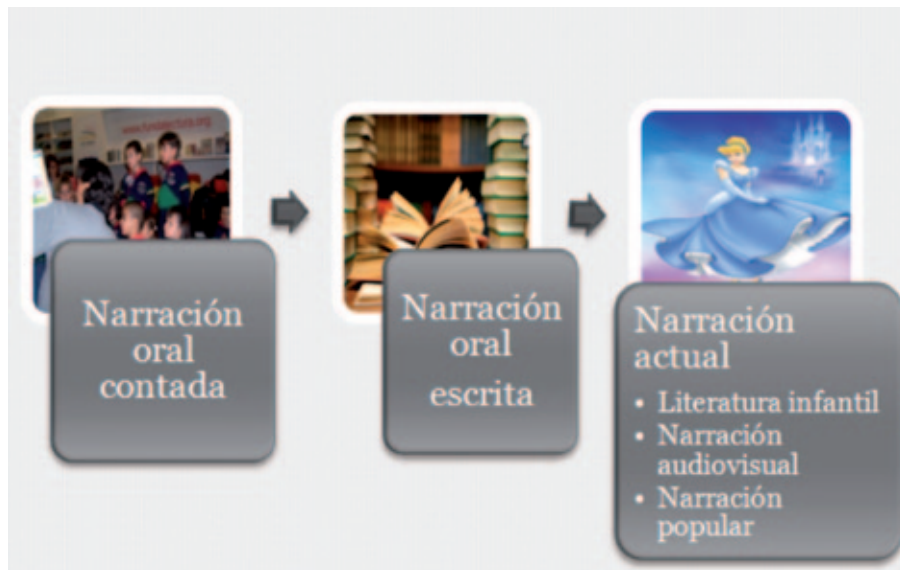 Narración
oral
contada
Narración
oral
escrita
Narración
actual
• Literatura infantil
• Narración
audiovisual
• Narración
popular